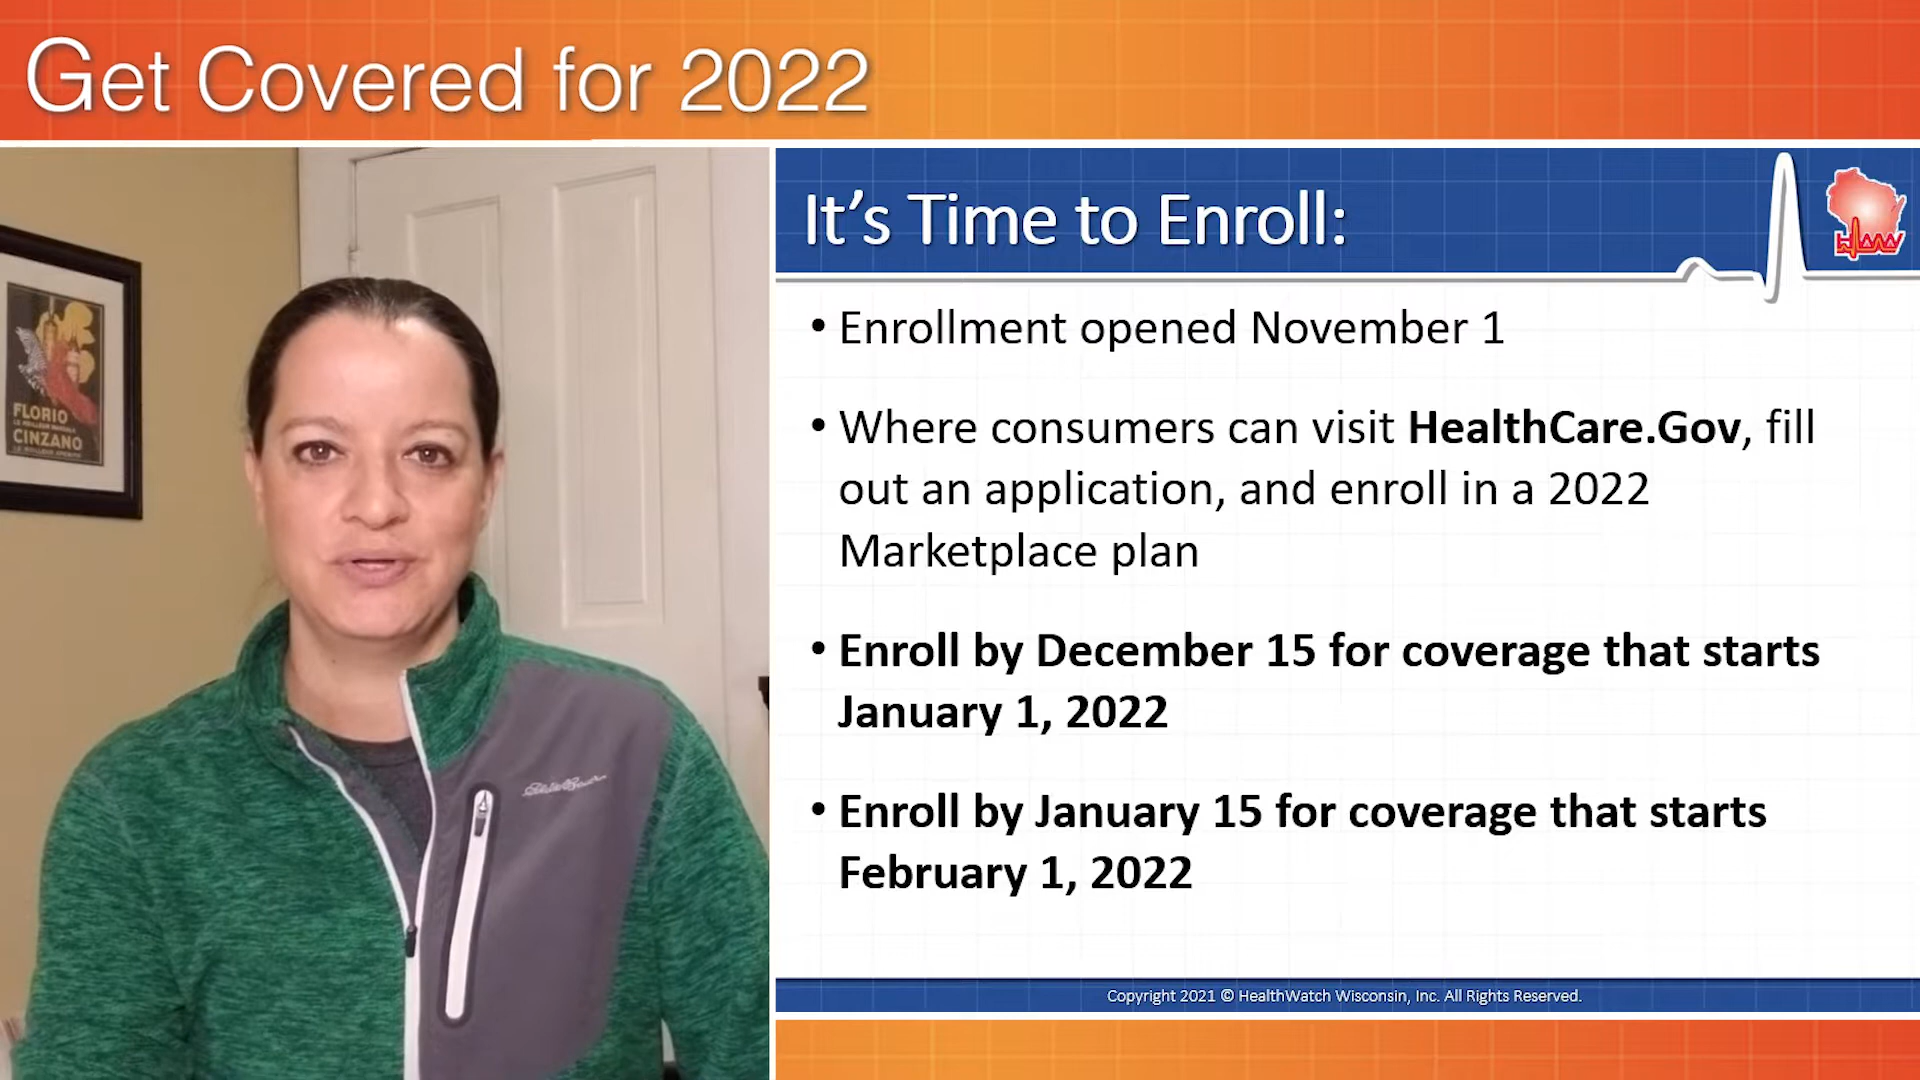 Get Covered for 2022
FLORIO
CINZANO
Eddie Bauer
It’s Time to Enroll:
HWW
• Enrollment opened November 1
• Where consumers can visit HealthCare.Gov, fill
out an application, and enroll in a 2022
Marketplace plan
• Enroll by December 15 for coverage that starts
January 1, 2022
• Enroll by January 15 for coverage that starts
February 1, 2022
Copyright 2021 © HealthWatch Wisconsin, Inc. All Rights Reserved.